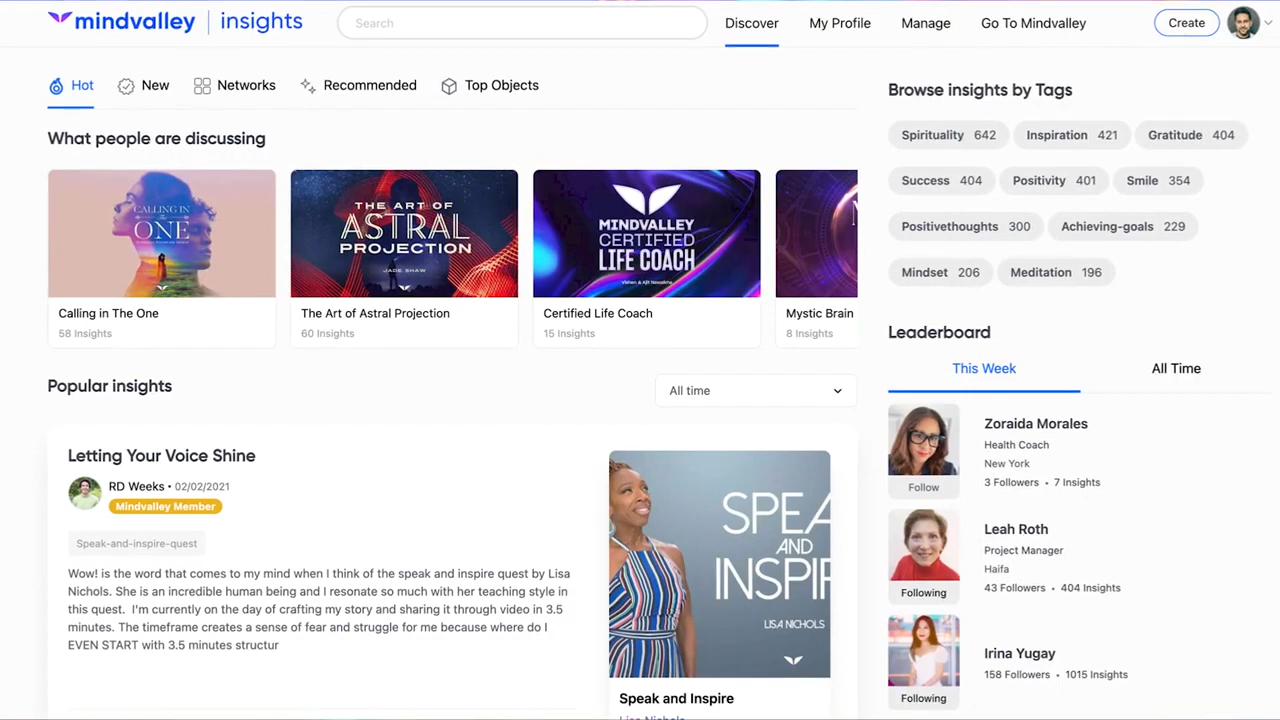 mindvalley | insights
Search
Discover
My Profile
Manage
Go To Mindvalley
Create
Hot
New
Networks
Recommended
Top Objects
What people are discussing
CALLING IN
THE
ONE
THE ART OF
ASTRAL
PROJECTION
JADE SHAW
MINDVALLEY
CERTIFIED
LIFE COACH
Vishen & Ajit Nawalkha
M
Calling in The One
58 Insights
The Art of Astral Projection
60 Insights
Certified Life Coach
15 Insights
Mystic Brain
8 Insights
Popular insights
All time
Letting Your Voice Shine
RD Weeks • 02/02/2021
Mindvalley Member
Speak-and-inspire-quest
Wow! is the word that comes to my mind when I think of the speak and inspire quest by Lisa
Nichols. She is an incredible human being and I resonate so much with her teaching style in
this quest.  I'm currently on the day of crafting my story and sharing it through video in 3.5
minutes. The timeframe creates a sense of fear and struggle for me because where do I
EVEN START with 3.5 minutes structur
SPEA
AND
INSPIR
LISA NICHOLS
Speak and Inspire
Lisa Nichols
Browse insights by Tags
Spirituality 642
Inspiration 421
Gratitude 404
Success 404
Positivity 401
Smile 354
Positivethoughts 300
Achieving-goals 229
Mindset 206
Meditation 196
Leaderboard
This Week
All Time
Follow
Zoraida Morales
Health Coach
New York
3 Followers • 7 Insights
Following
Leah Roth
Project Manager
Haifa
43 Followers • 404 Insights
Following
Irina Yugay
158 Followers • 1015 Insights